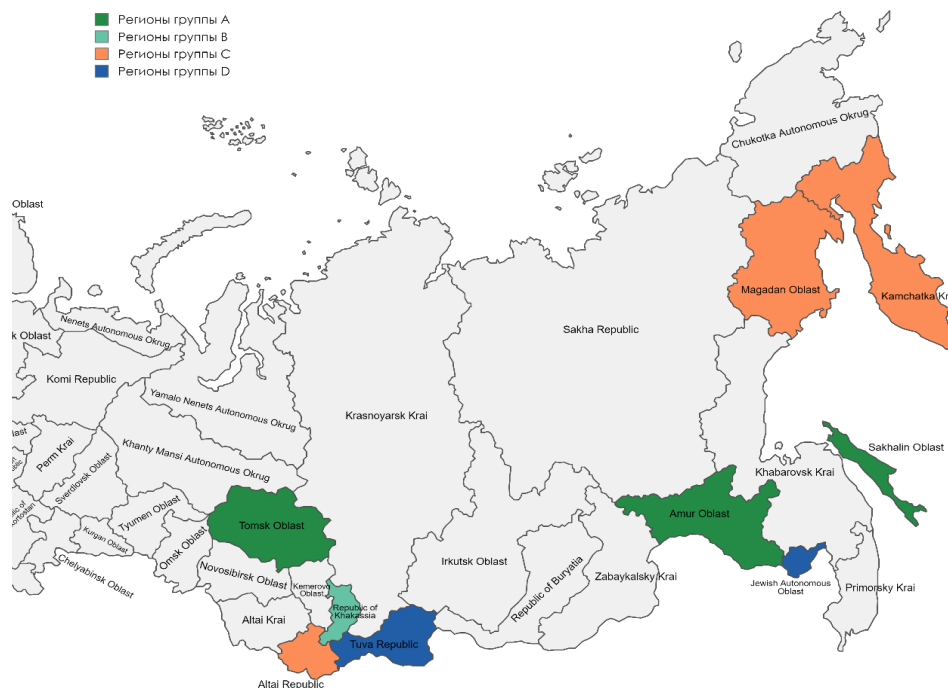 Регионы группы A
Регионы группы B
Регионы группы C
Регионы группы D
Chukotka Autonomous Okrug
Oblast
Magadan Oblast
Kamchatka Kr
Nenets Autonomous Okrug
k Oblast
Sakha Republic
Komi Republic
Yamalo Nenets Autonomous Okrug
Krasnoyarsk Krai
Khanty Mansi Autonomous Okrug
Perm Krai
Sverdlovsk Oblast
Sakhalin Oblast
Khabarovsk Krai
Tyumen Oblast
Tomsk Oblast
Amur Oblast
Kurgan Oblast
Omsk Oblast
Chelyabinsk Oblast
Novosibirsk Oblast
Kemerovo
Oblast
Irkutsk Oblast
Republic of Buryatia
Zabaykalsky Krai
Jewish Autonomous
Oblast
Primorsky Krai
Altai Krai
Republic of
Khakassia
Tuva Republic
Altai Republic